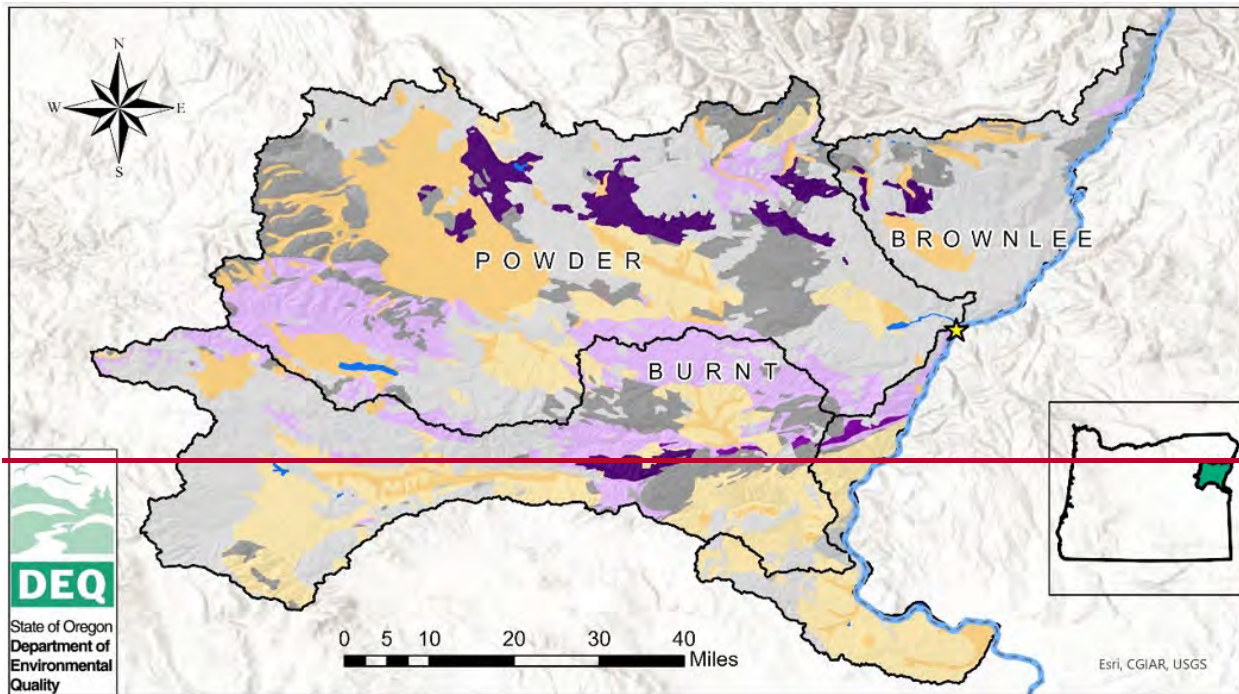 N
W E
S
POWDER
BROWNLEE
BURNT
DEQ
State of Oregon
Department of
Environmental
Quality
0 5 10 20 30 40
Miles
Esri, CGIAR, USGS